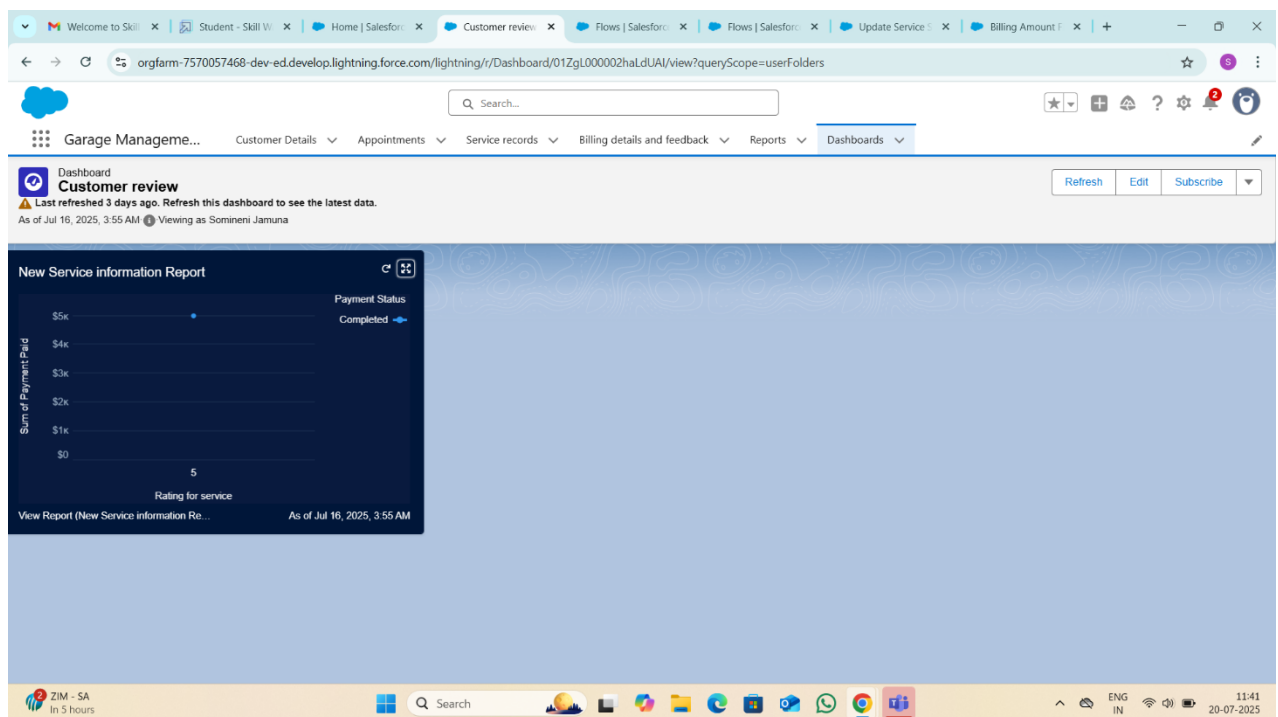 Welcome to Skill
Student - Skill W
Home | Salesforc
Customer review
Flows | Salesforc
Flows | Salesforc
Update Service S
Billing Amount F
orgfarm-7570057468-dev-ed.develop.lightning.force.com/lightning/r/Dashboard/01ZgL000002haLdUAI/view?queryScope=userFolders
S
Search...
2
Garage Manageme...
Customer Details
Appointments
Service records
Billing details and feedback
Reports
Dashboards
Dashboard
Customer review
Last refreshed 3 days ago. Refresh this dashboard to see the latest data.
As of Jul 16, 2025, 3:55 AM Viewing as Somineni Jamuna
Refresh
Edit
Subscribe
New Service information Report
Payment Status
Completed
Sum of Payment Paid
$5K
$4K
$3K
$2K
$1K
$0
5
Rating for service
View Report (New Service information Re...
As of Jul 16, 2025, 3:55 AM
2
ZIM - SA
In 5 hours
Search
ENG
IN
11:41
20-07-2025